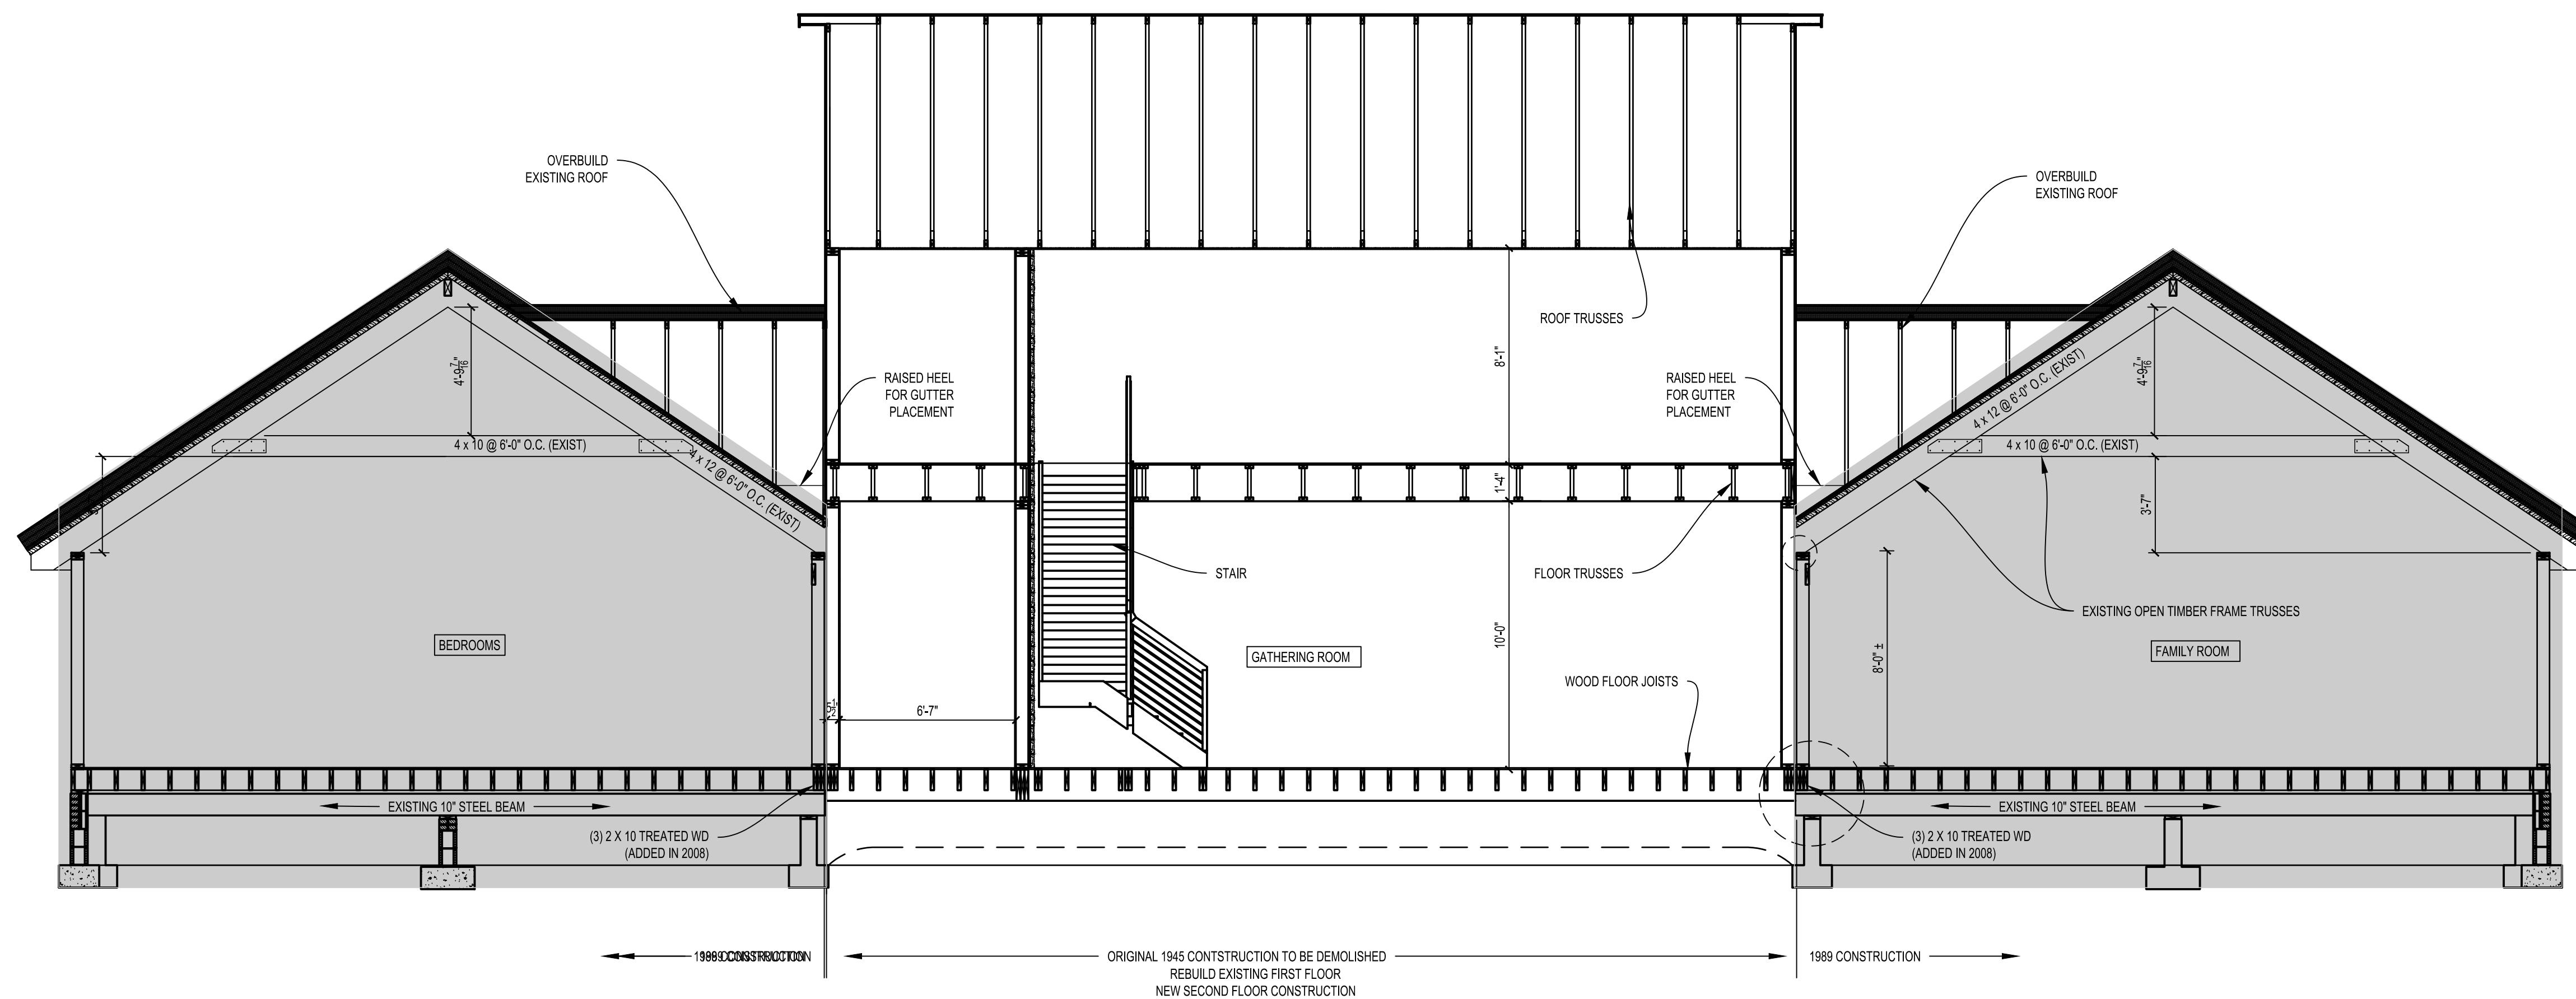 OVERBUILD
EXISTING ROOF
OVERBUILD
EXISTING ROOF
ROOF TRUSSES
4'-9 7/16"
8'-1"
4'-9 7/16"
RAISED HEEL
FOR GUTTER
PLACEMENT
RAISED HEEL
FOR GUTTER
PLACEMENT
4 x 10 @ 6'-0" O.C. (EXIST)
4 x 12 @ 6'-0" O.C. (EXIST)
4 x 12 @ 6'-0" O.C. (EXIST)
4 x 10 @ 6'-0" O.C. (EXIST)
1'-4"
3'-7"
STAIR
FLOOR TRUSSES
EXISTING OPEN TIMBER FRAME TRUSSES
BEDROOMS
GATHERING ROOM
10'-0"
8'-0" ±
FAMILY ROOM
WOOD FLOOR JOISTS
5 1/2"
6'-7"
EXISTING 10" STEEL BEAM
EXISTING 10" STEEL BEAM
(3) 2 X 10 TREATED WD
(ADDED IN 2008)
(3) 2 X 10 TREATED WD
(ADDED IN 2008)
CONSTRUCTION
ORIGINAL 1945 CONTSTRUCTION TO BE DEMOLISHED
REBUILD EXISTING FIRST FLOOR
NEW SECOND FLOOR CONSTRUCTION
1989 CONSTRUCTION